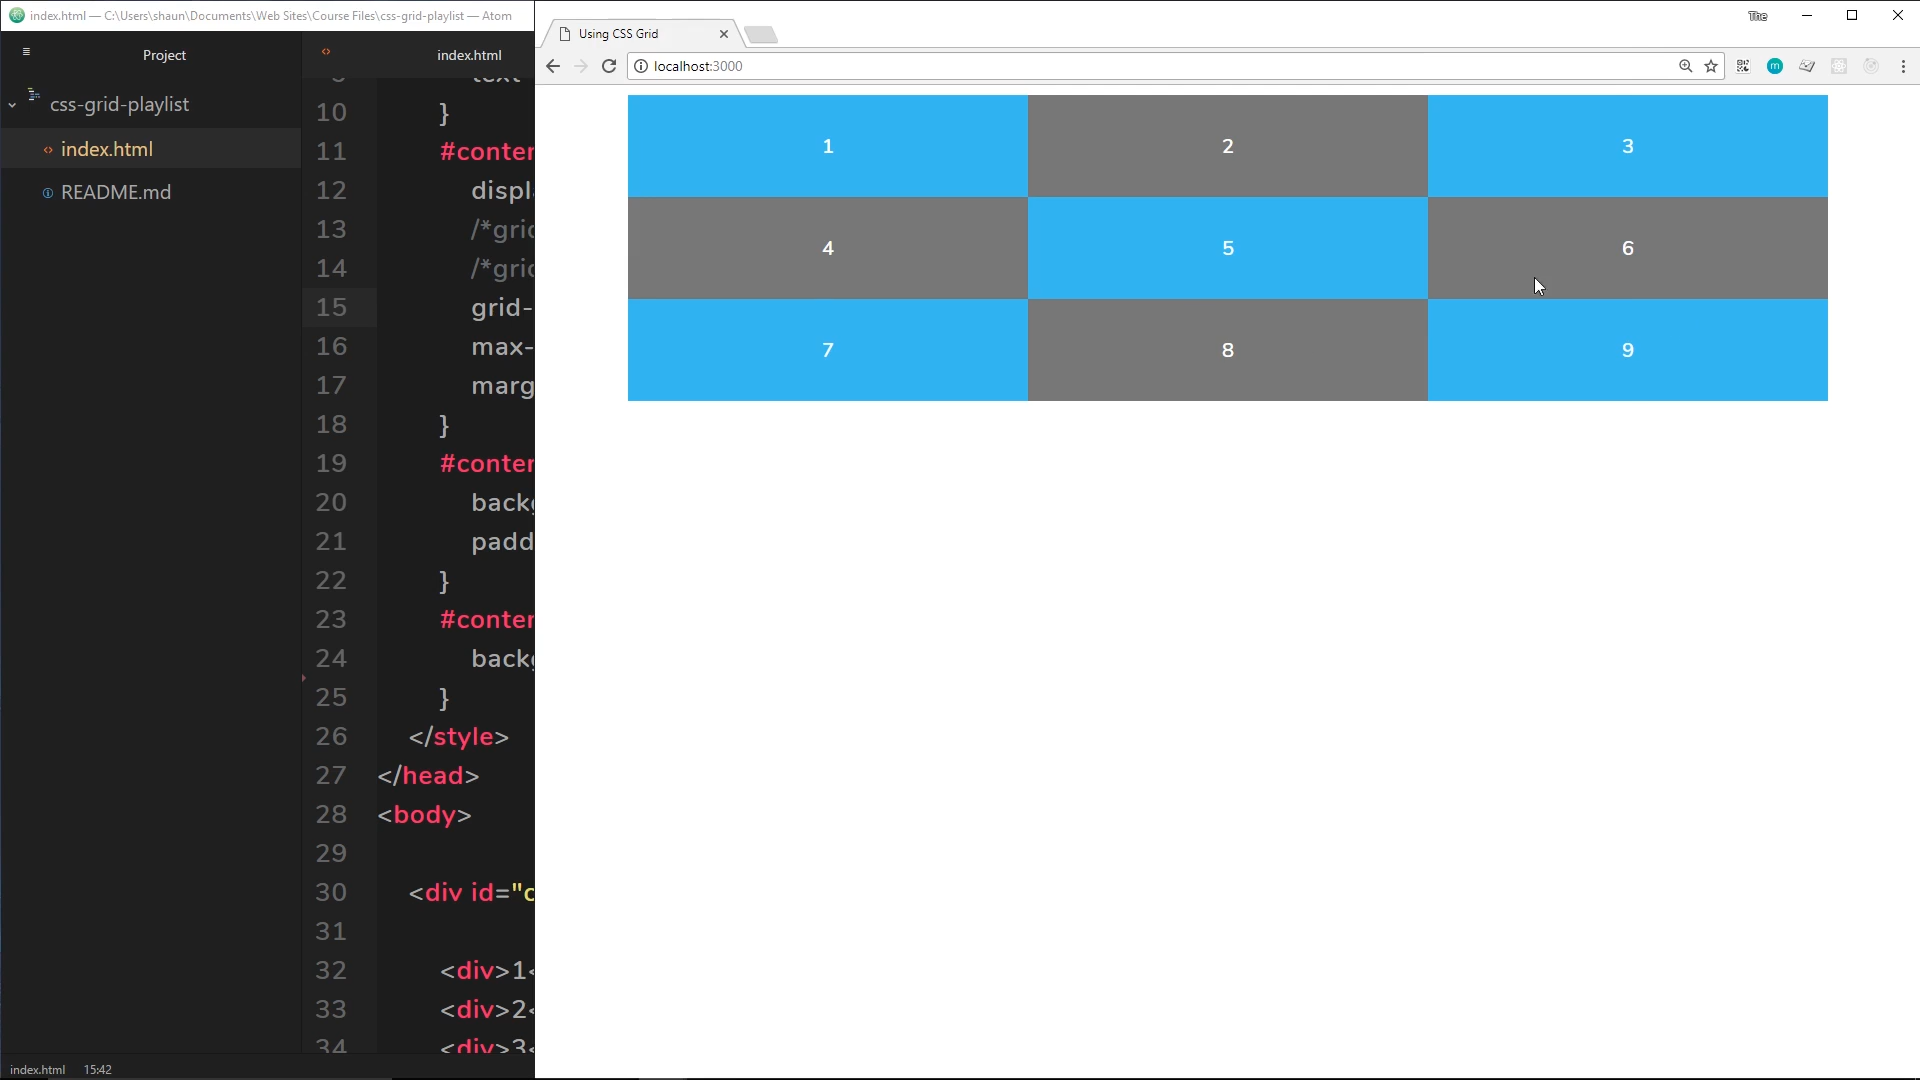 index.html — C:\Users\shaun\Documents\Web Sites\Course Files\css-grid-playlist — Atom
Project
css-grid-playlist
index.html
README.md
index.html
10 }
11 #conter
12 displ
13 /*grid
14 /*grid
15 grid-
16 max-
17 marg
18 }
19 #conter
20 backg
21 padd
22 }
23 #conter
24 backg
25 }
26 </style>
27 </head>
28 <body>
29
30 <div id="c
31
32 <div>1<
33 <div>2<
34 <div>3<
index.html 15:42
Using CSS Grid
The
localhost:3000
m
1 2 3
4 5 6
7 8 9